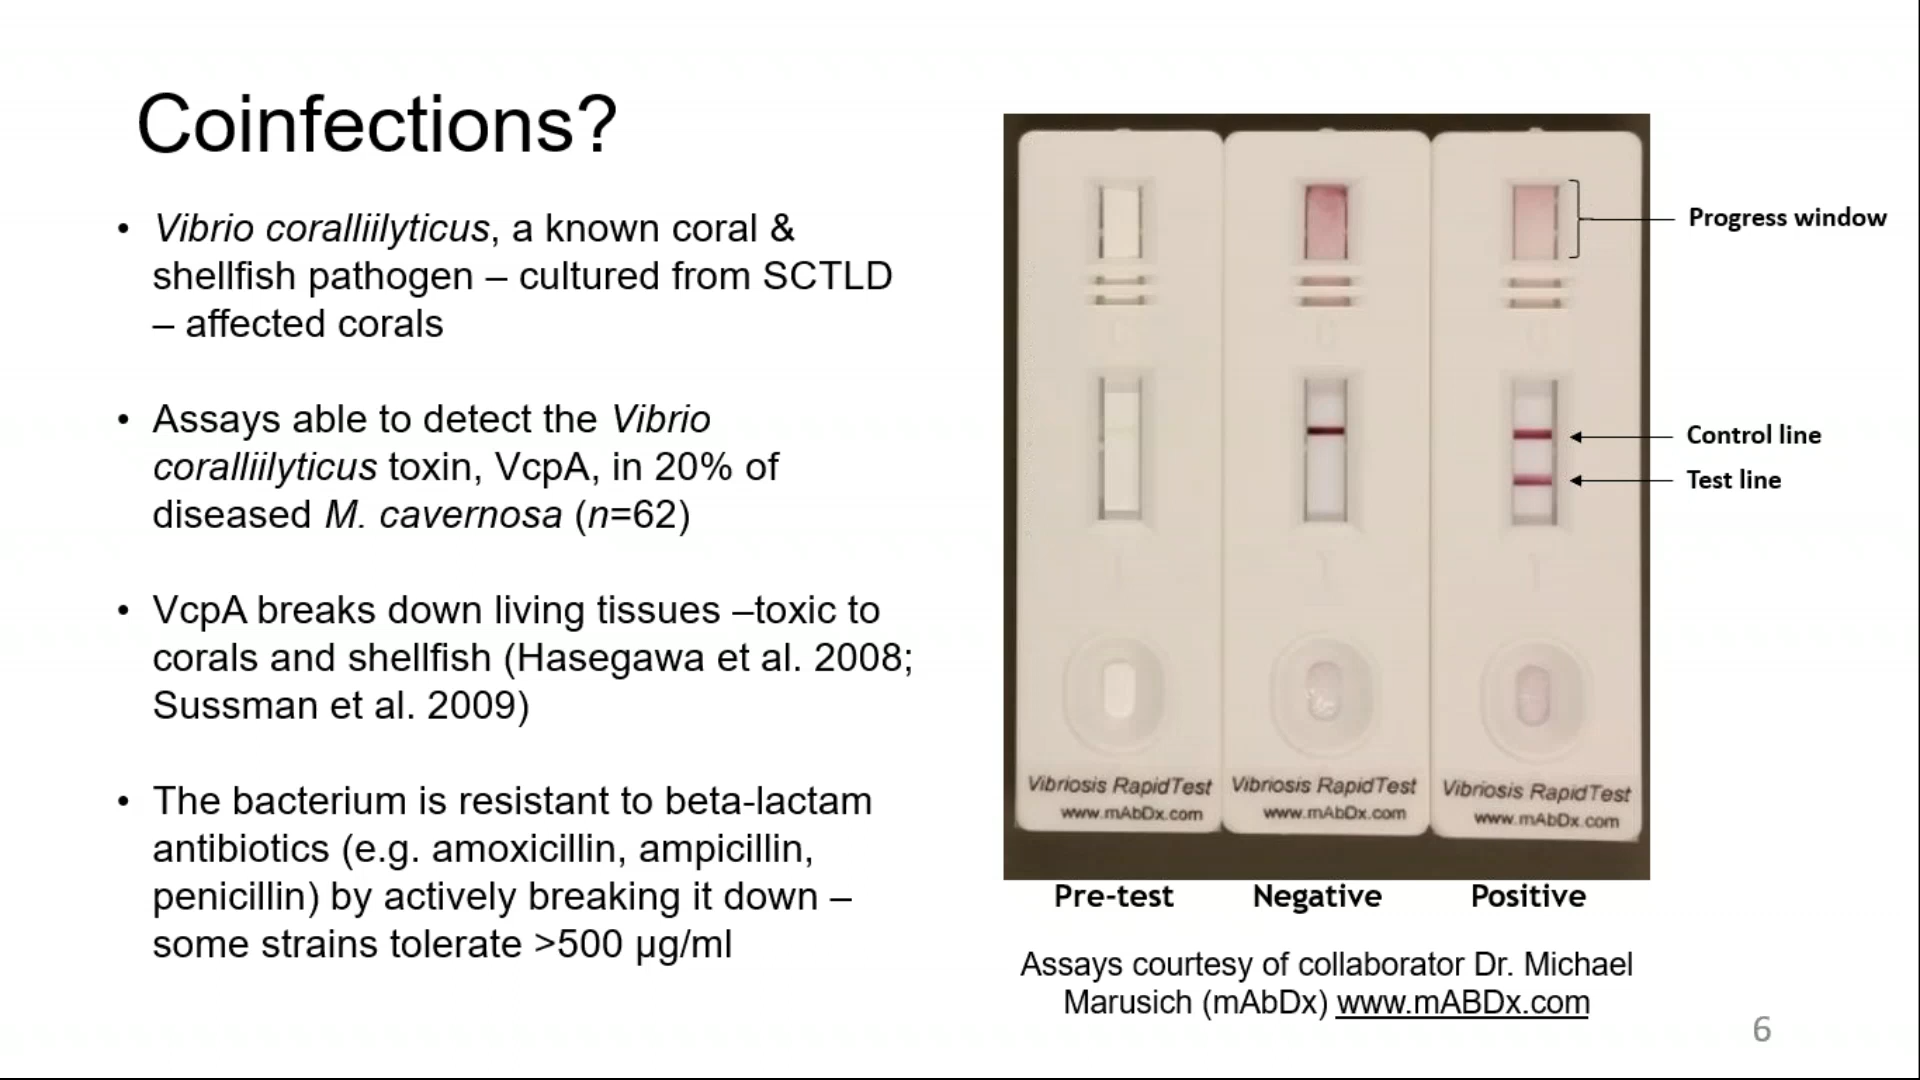 Coinfections?
• Vibrio coralliilyticus, a known coral &
shellfish pathogen – cultured from SCTLD
– affected corals
• Assays able to detect the Vibrio
coralliilyticus toxin, VcpA, in 20% of
diseased M. cavernosa (n=62)
• VcpA breaks down living tissues –toxic to
corals and shellfish (Hasegawa et al. 2008;
Sussman et al. 2009)
• The bacterium is resistant to beta-lactam
antibiotics (e.g. amoxicillin, ampicillin,
penicillin) by actively breaking it down –
some strains tolerate >500 µg/ml
Progress window
Control line
Test line
Vibriosis RapidTest
www.mAbDx.com
Vibriosis RapidTest
www.mAbDx.com
Vibriosis RapidTest
www.mAbDx.com
Pre-test
Negative
Positive
Assays courtesy of collaborator Dr. Michael
Marusich (mAbDx) www.mABDx.com
6